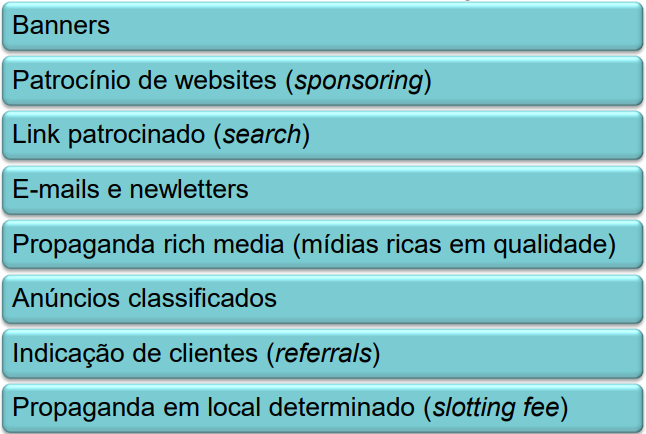 Banners
Patrocínio de websites (sponsoring)
Link patrocinado (search)
E-mails e newletters
Propaganda rich media (mídias ricas em qualidade)
Anúncios classificados
Indicação de clientes (referrals)
Propaganda em local determinado (slotting fee)